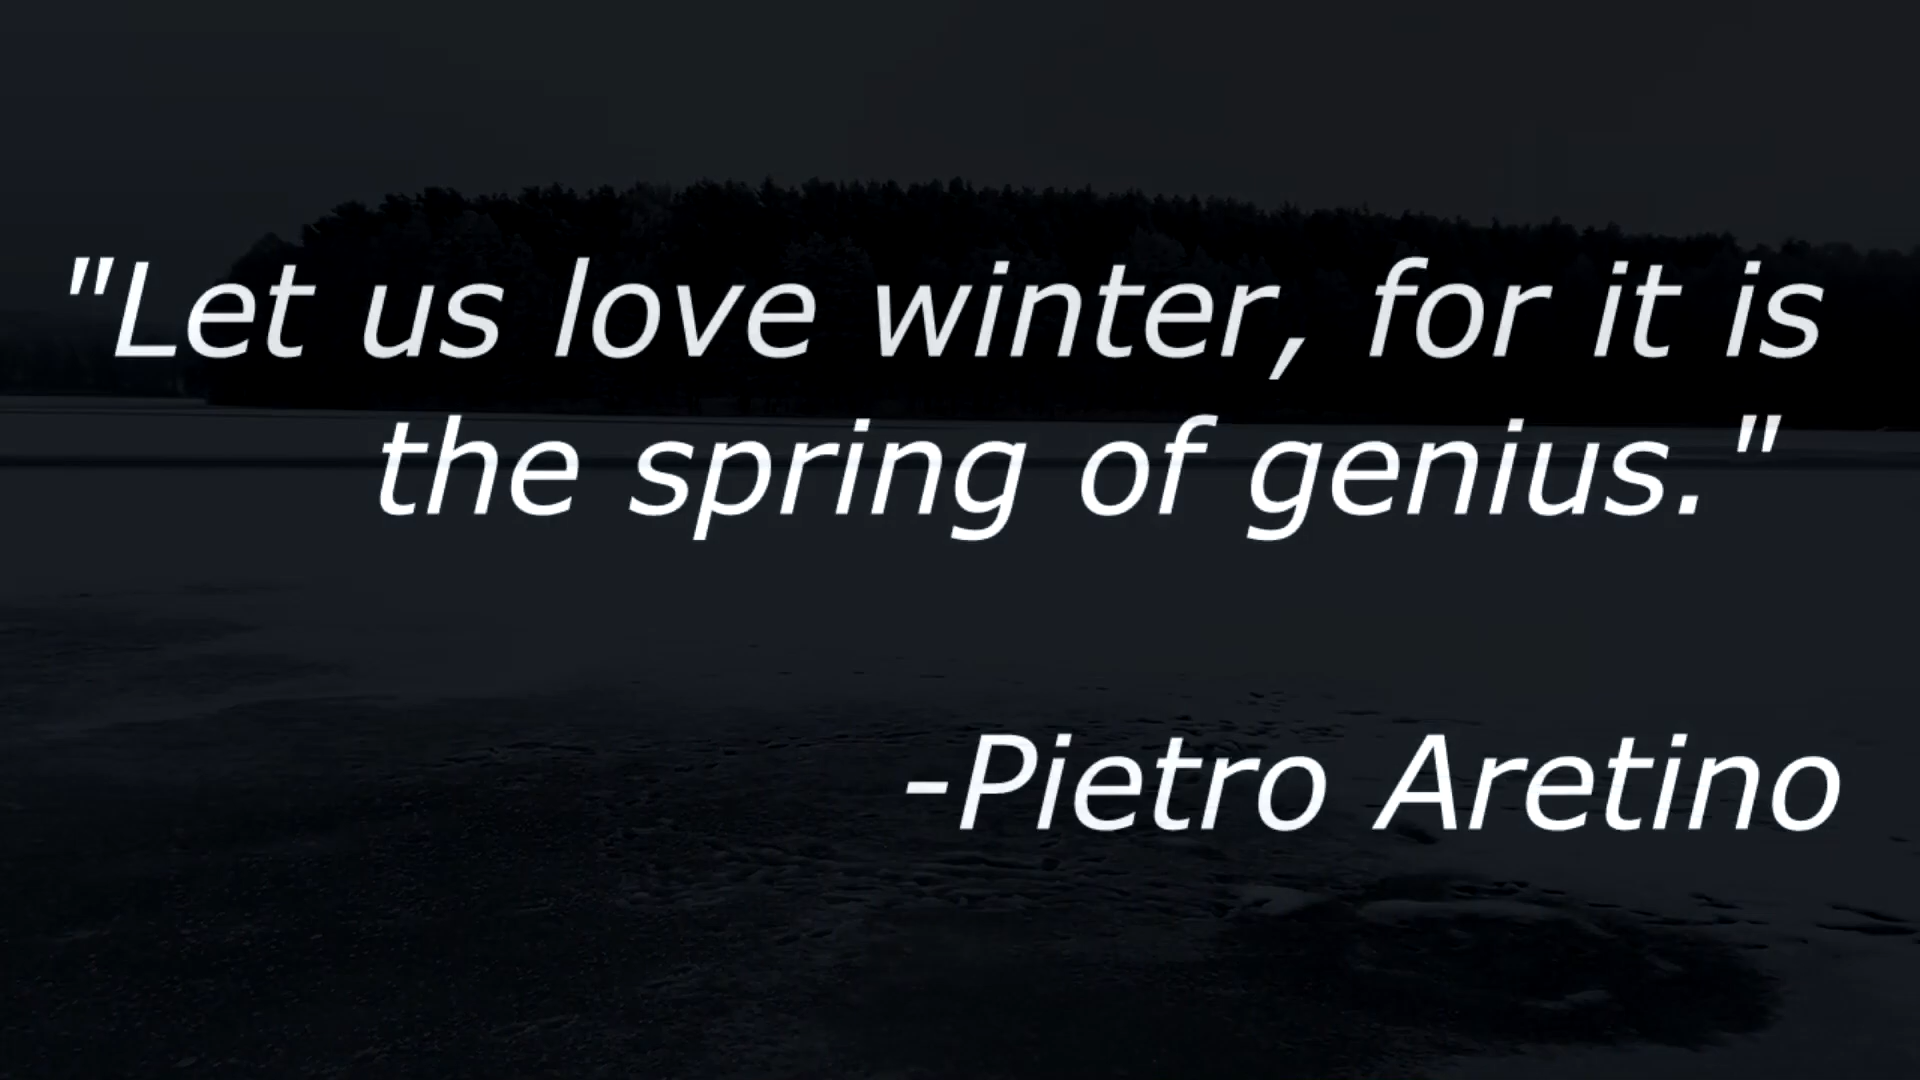 "Let us love winter, for it is
the spring of genius."
-Pietro Aretino